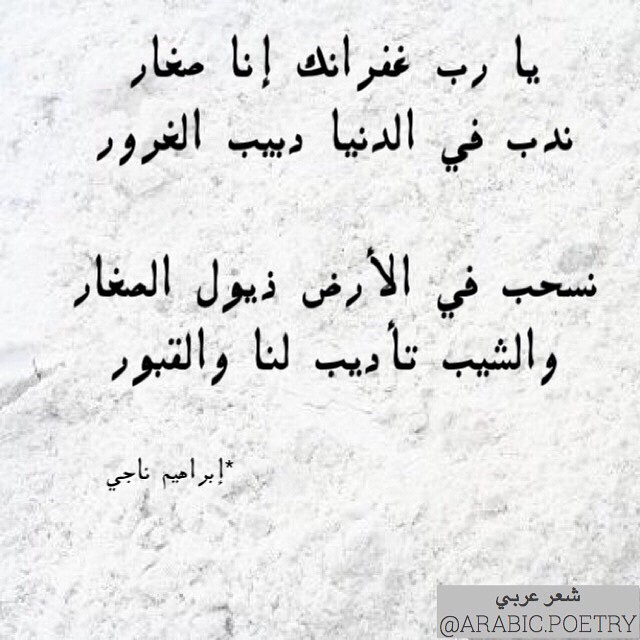 يا رب غفرانك إنا صغار
ندب في الدنيا دبيب الغرور
نسحب في الأرض ذيول الصغار
والشيب تأديب لنا والقبور
*إبراهيم ناجي
شعر عربي
@ARABIC.POETRY